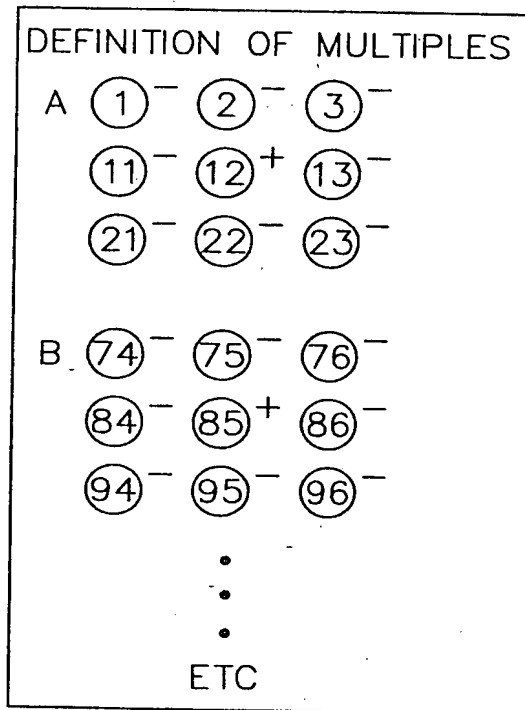 DEFINITION OF MULTIPLES
A 1 - 2 - 3 -
11 - 12 + 13 -
21 - 22 - 23 -
B 74 - 75 - 76 -
84 - 85 + 86 -
94 - 95 - 96 -
ETC